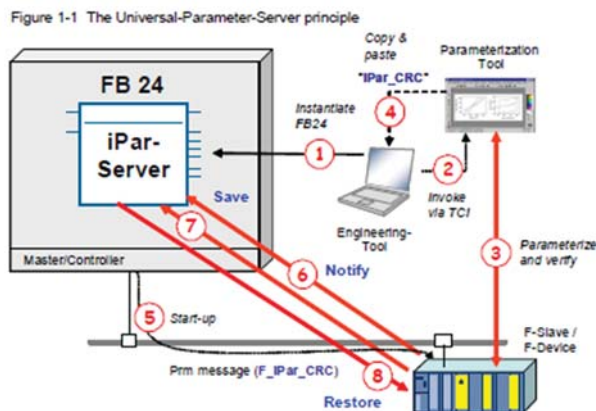 Figure 1-1 The Universal-Parameter-Server principle
Copy &
paste
"IPar_CRC"
Parameterization
Tool
FB 24
4
Instantiate
FB24
iPar-
Server
1
2
Save
Invoke
via TCI
Engineering-
Tool
7
3
Parameterize
and verify
6
Notify
Master/Controller
5
Start-up
F-Slave /
F-Device
Prm message (F_IPar_CRC)
8
Restore